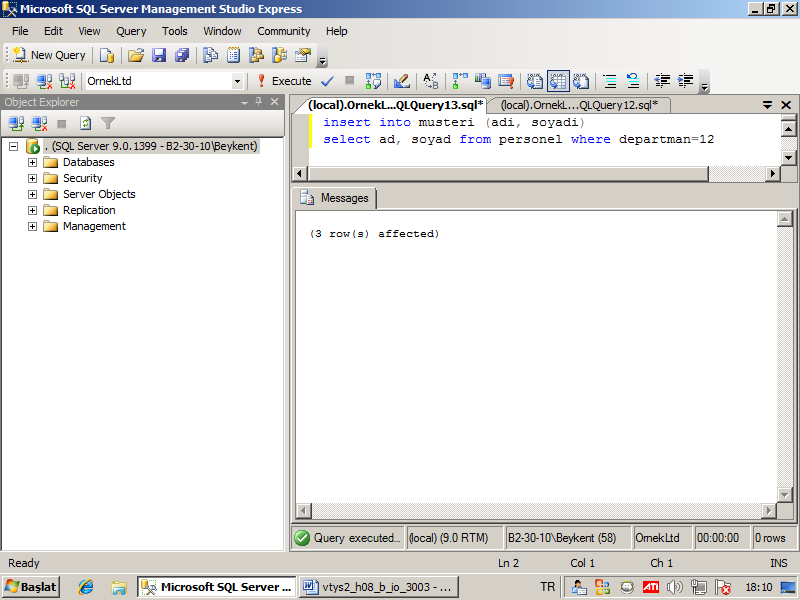 Microsoft SQL Server Management Studio Express
File Edit View Query Tools Window Community Help
New Query
OrnekLtd Execute
Object Explorer
(local).OrnekL...QLQuery13.sql* (local).OrnekL...QLQuery12.sql*
. (SQL Server 9.0.1399 - B2-30-10\Beykent)
Databases
Security
Server Objects
Replication
Management
insert into musteri (adi, soyadi)
select ad, soyad from personel where departman=12
Messages
(3 row(s) affected)
Query executed... (local) (9.0 RTM) B2-30-10\Beykent (58) OrnekLtd 00:00:00 0 rows
Ready Ln 2 Col 1 Ch 1 INS
Başlat Microsoft SQL Server ... vtys2_h08_b_io_3003 - ... TR ATI 18:10